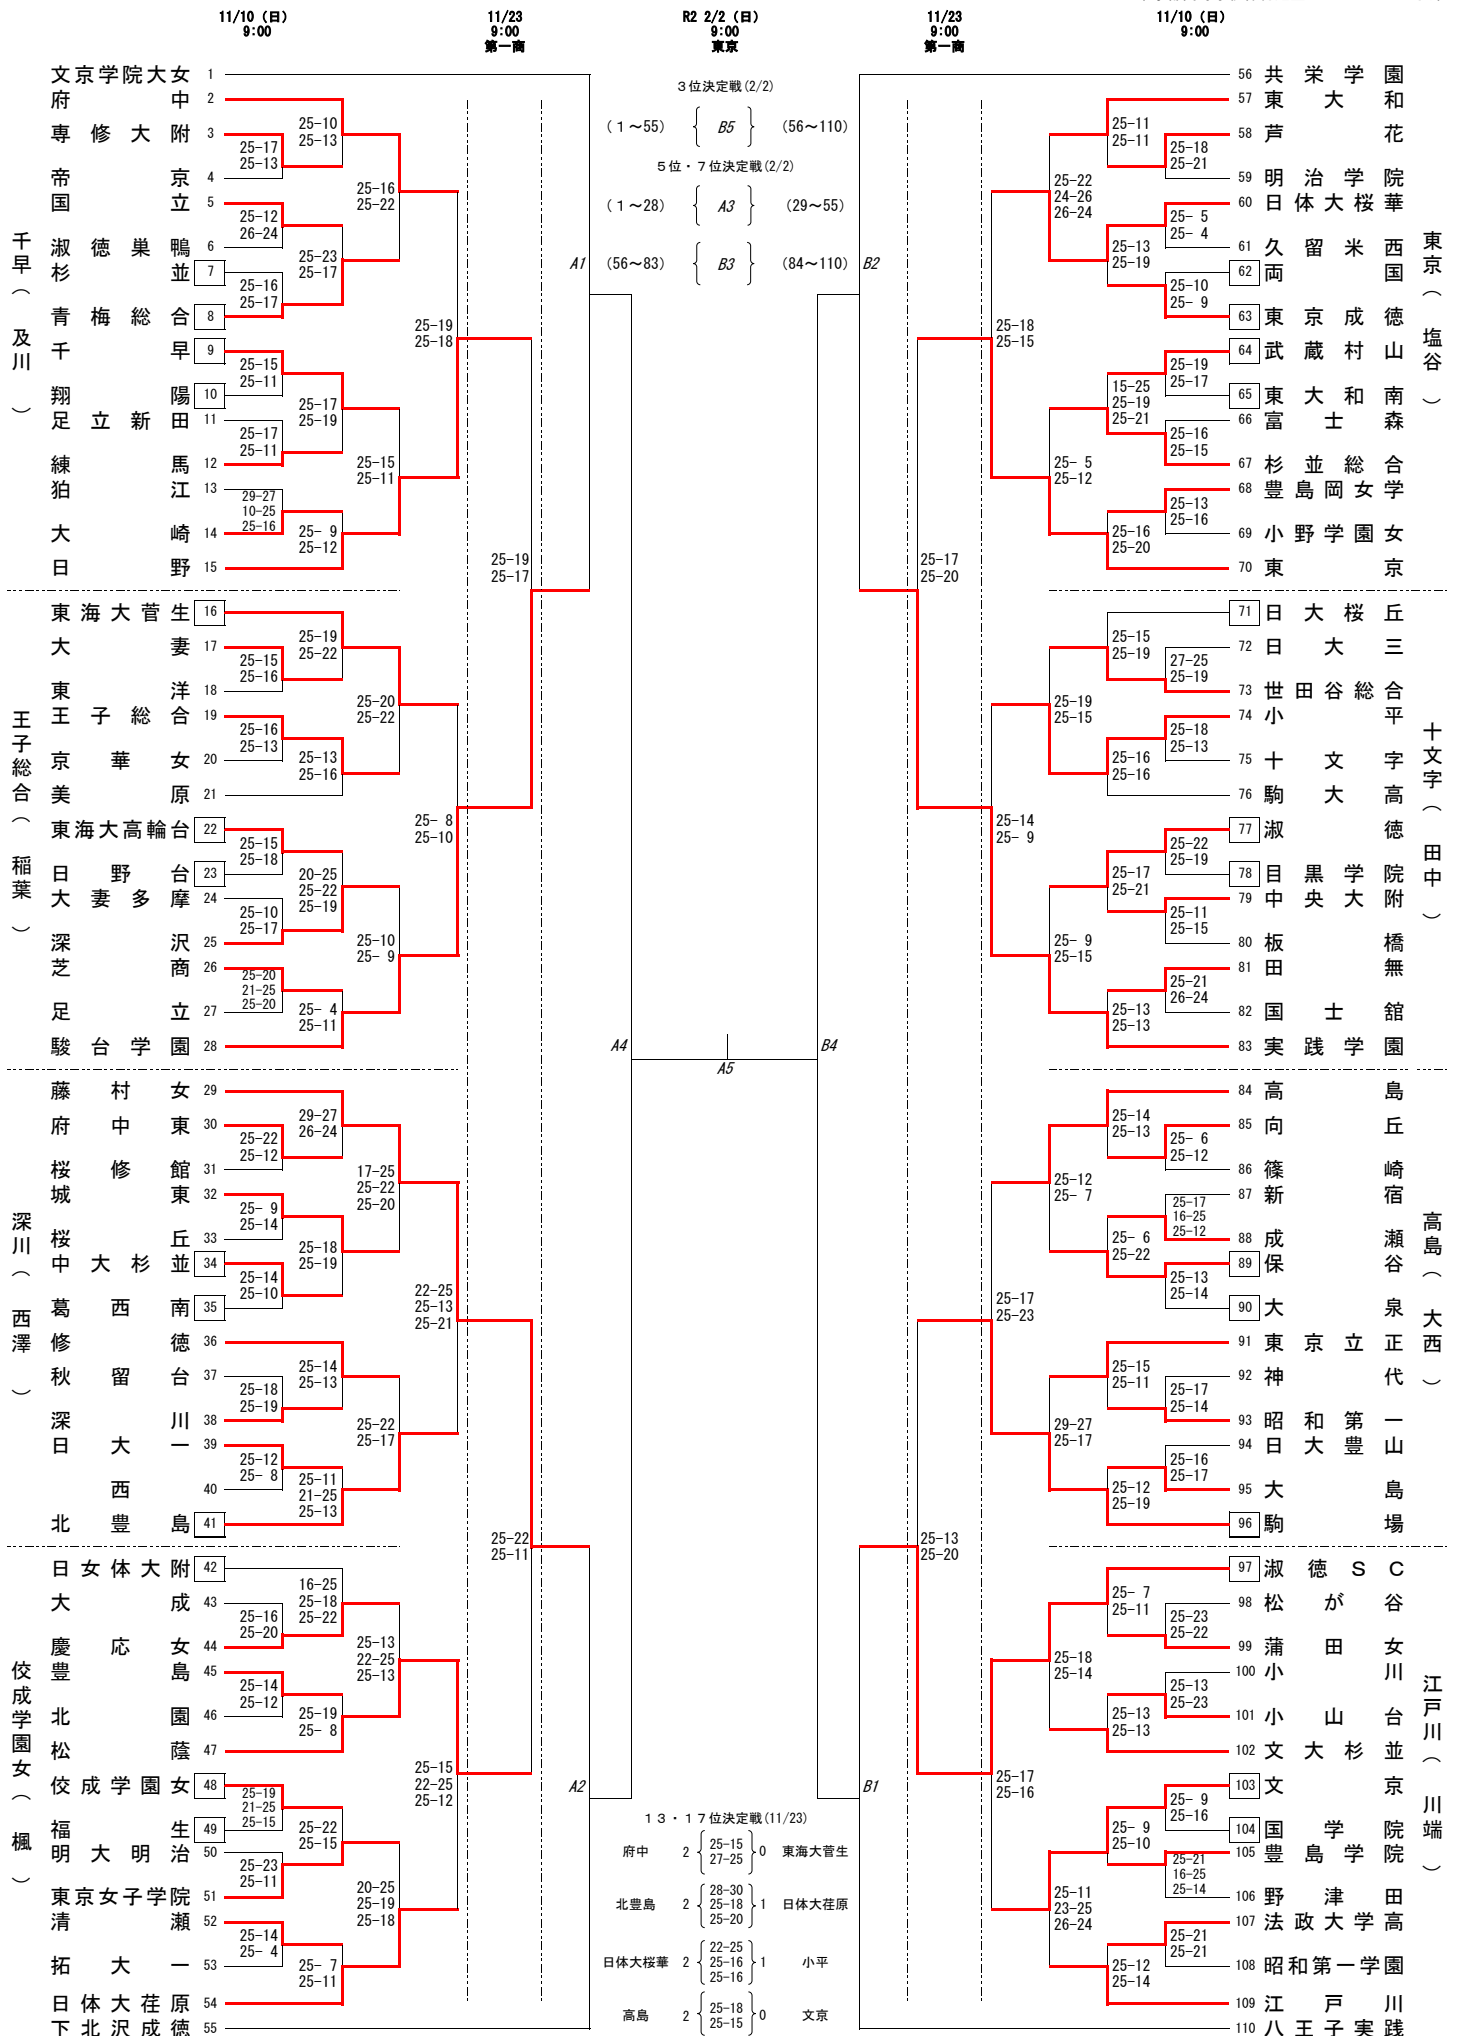 11/10 (日) 11/23 R2 2/2 (日) 11/23 11/10 (日)
9:00 9:00 9:00 9:00 9:00
第一商 東京 第一商
千早(及川)
文京学院大女 1
府中 2
専修大附 3
帝京 4
国立 5
淑徳巣鴨 6
杉並 7
青梅総合 8
千早 9
翔陽 10
足立新田 11
練馬 12
狛江 13
大崎 14
日野 15
25-17
25-13
25-10
25-13
25-12
26-24
25-16
25-17
25-23
25-17
25-16
25-22
25-15
25-11
25-17
25-11
25-17
25-19
29-27
10-25
25-16
25-9
25-12
25-15
25-11
25-19
25-18
王子総合(稲葉)
東海大菅生 16
大妻 17
東洋 18
王子総合 19
京華女 20
美原 21
東海大高輪台 22
日野台 23
大妻多摩 24
深沢 25
芝商 26
足立 27
駿台学園 28
25-15
25-16
25-19
25-22
25-16
25-13
25-13
25-16
25-20
25-22
25-15
25-18
25-10
25-17
20-25
25-22
25-19
25-20
21-25
25-20
25-4
25-11
25-10
25-9
25-8
25-10
25-19
25-17
深川(西澤)
藤村女 29
府中東 30
桜修館 31
城東 32
桜丘 33
中大杉並 34
葛西南 35
修徳 36
秋留台 37
深川 38
日大一 39
西 40
北豊島 41
25-22
25-12
29-27
26-24
25-9
25-14
25-14
25-10
25-18
25-19
17-25
25-22
25-20
25-18
25-19
25-14
25-13
25-12
25-8
25-11
21-25
25-13
25-22
25-17
22-25
25-13
25-21
佼成学園女(楓)
日女体大附 42
大成 43
慶応女 44
豊島 45
北園 46
松蔭 47
佼成学園女 48
福生 49
明大明治 50
東京女子学院 51
清瀬 52
拓大一 53
日体大荏原 54
下北沢成徳 55
25-16
25-20
16-25
25-18
25-22
25-14
25-12
25-19
25-8
25-13
22-25
25-13
25-19
21-25
25-15
25-23
25-11
25-22
25-15
25-14
25-4
25-7
25-11
20-25
25-19
25-18
25-15
22-25
25-12
25-22
25-11
3位決定戦(2/2)
(1~55) B5 (56~110)
5位・7位決定戦(2/2)
(1~28) A3 (29~55)
(56~83) B3 (84~110)
A1 B2
A4 B4
A5
A2 B1
13・17位決定戦(11/23)
府中 2 25-15 27-25 0 東海大菅生
北豊島 2 28-30 25-18 25-20 1 日体大荏原
日体大桜華 2 22-25 25-16 25-16 1 小平
高島 2 25-18 25-15 0 文京
東京(塩谷)
56 共栄学園
57 東大和
58 芦花
59 明治学院
60 日体大桜華
61 久留米西
62 両国
63 東京成徳
64 武蔵村山
65 東大和南
66 富士森
67 杉並総合
68 豊島岡女学
69 小野学園女
70 東京
25-18
25-21
25-11
25-11
25-5
25-4
25-10
25-9
25-13
25-19
25-22
24-26
26-24
25-19
25-17
25-16
25-15
15-25
25-19
25-21
25-13
25-16
25-16
25-20
25-5
25-12
25-18
25-15
十文字(田中)
71 日大桜丘
72 日大三
73 世田谷総合
74 小平
75 十文字
76 駒大高
77 淑徳
78 目黒学院
79 中央大附
80 板橋
81 田無
82 国士舘
83 実践学園
27-25
25-19
25-15
25-19
25-18
25-13
25-16
25-16
25-19
25-15
25-22
25-19
25-11
25-15
25-17
25-21
25-21
26-24
25-13
25-13
25-9
25-15
25-14
25-9
25-17
25-20
高島(大西)
84 高島
85 向丘
86 篠崎
87 新宿
88 成瀬
89 保谷
90 大泉
91 東京立正
92 神代
93 昭和第一
94 日大豊山
95 大島
96 駒場
25-6
25-12
25-14
25-13
25-17
16-25
25-12
25-13
25-14
25-6
25-22
25-12
25-7
25-17
25-14
25-15
25-11
25-16
25-17
25-12
25-19
29-27
25-17
25-17
25-23
江戸川(川端)
97 淑徳SC
98 松が谷
99 蒲田女
100 小川
101 小山台
102 文大杉並
103 文京
104 国学院
105 豊島学院
106 野津田
107 法政大学高
108 昭和第一学園
109 江戸川
110 八王子実践
25-23
25-22
25-7
25-11
25-13
25-23
25-13
25-13
25-18
25-14
25-9
25-16
25-21
16-25
25-14
25-9
25-10
25-21
25-21
25-12
25-14
25-11
23-25
26-24
25-17
25-16
25-13
25-20